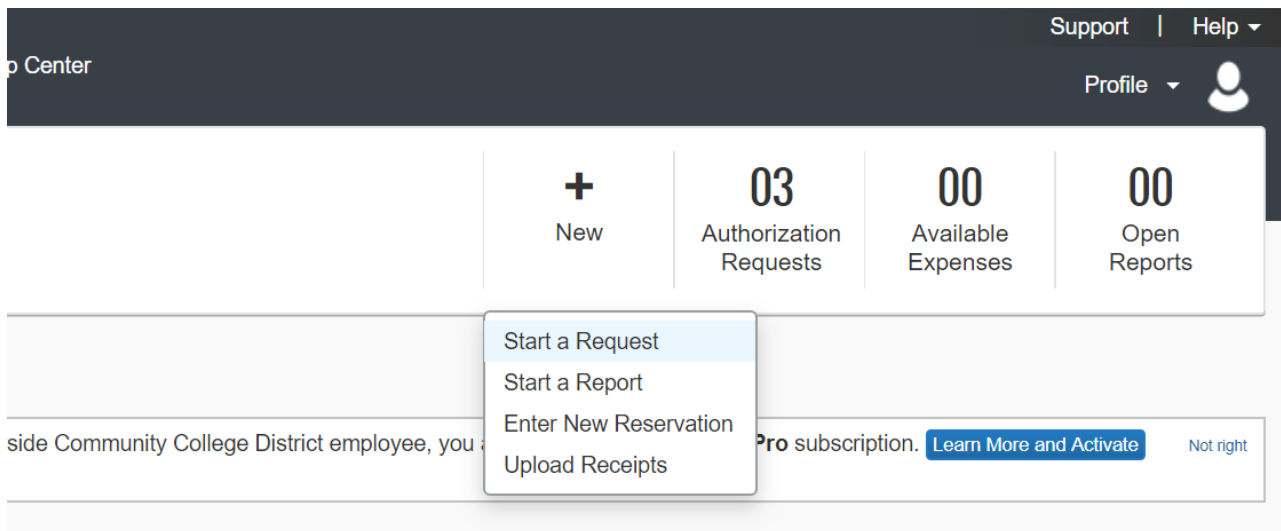 Support | Help
p Center
Profile
+
New
03
Authorization
Requests
00
Available
Expenses
00
Open
Reports
Start a Request
Start a Report
Enter New Reservation
Upload Receipts
side Community College District employee, you Pro subscription. Learn More and Activate Not right